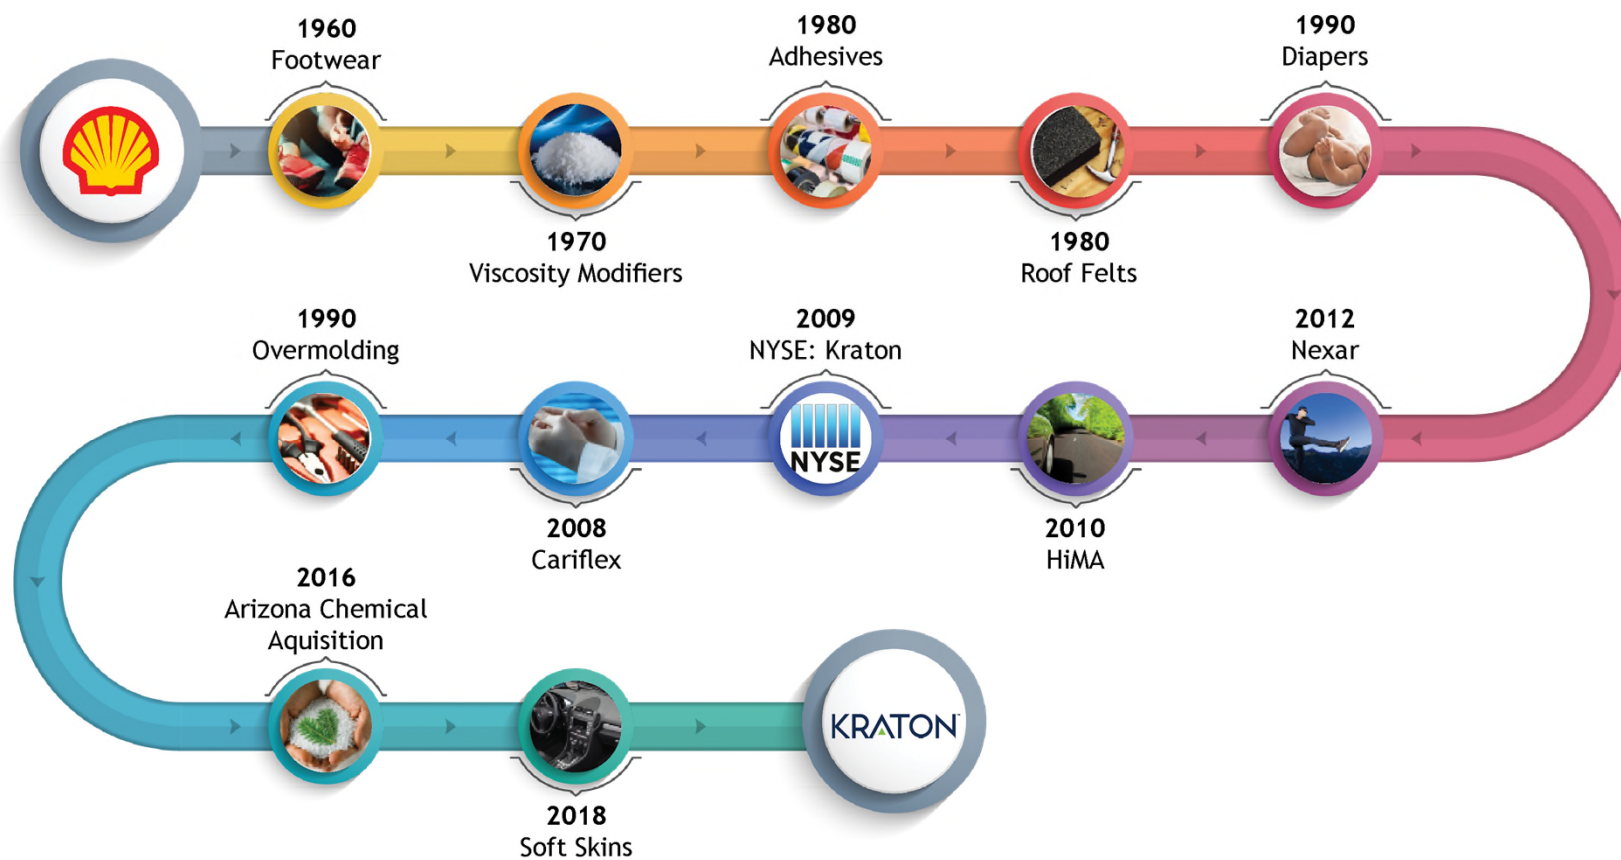 1960
Footwear
1970
Viscosity Modifiers
1980
Adhesives
1980
Roof Felts
1990
Diapers
2012
Nexar
2010
HiMA
2009
NYSE: Kraton
NYSE
2008
Cariflex
1990
Overmolding
2016
Arizona Chemical
Aquisition
2018
Soft Skins
KRATON